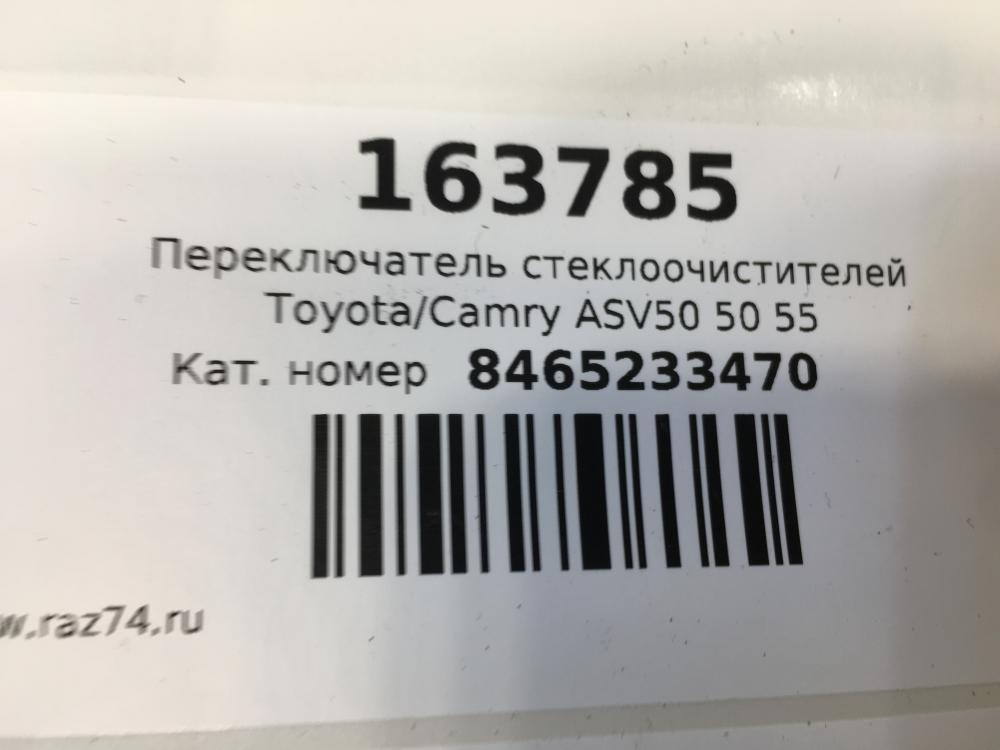 163785
Переключатель стеклоочистителей
Toyota/Camry ASV50 50 55
Кат. номер 8465233470
w.raz74.ru